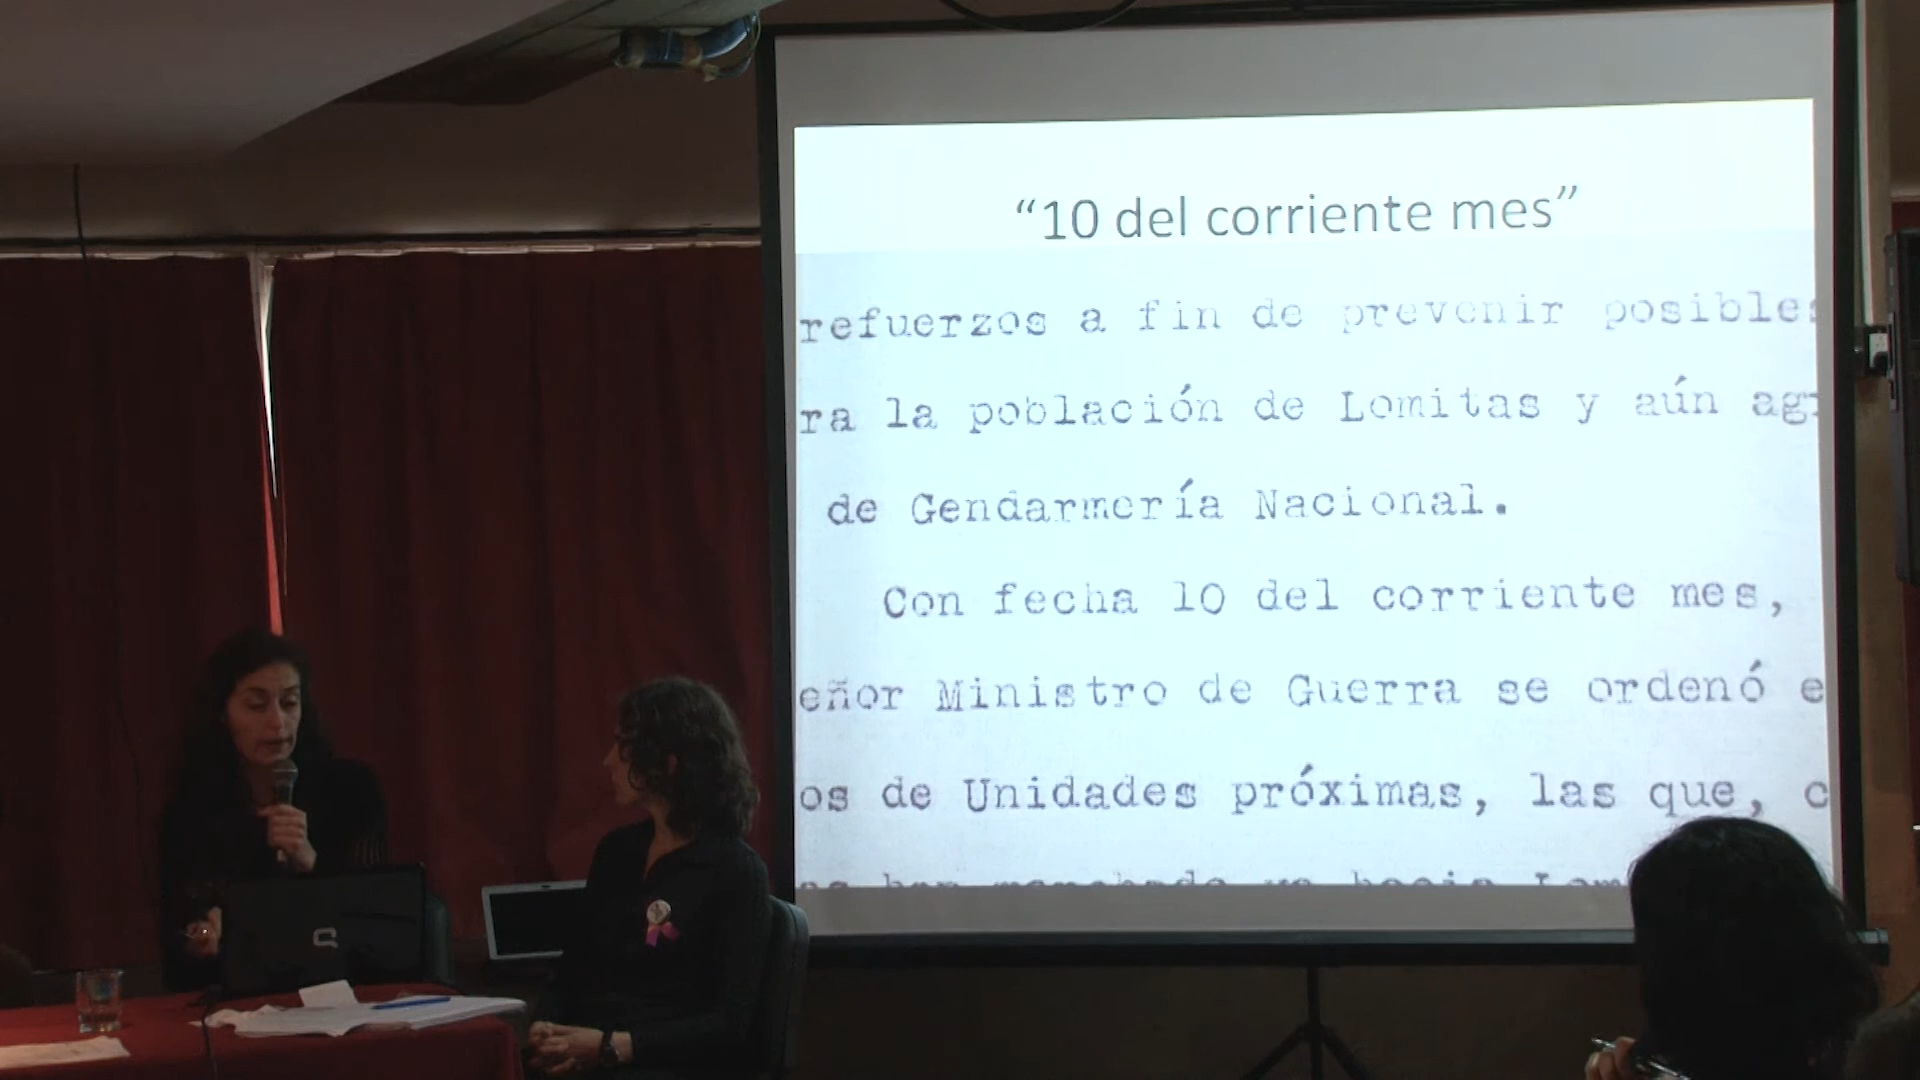 “10 del corriente mes”
refuerzos a fin de prevenir posibles
ra la población de Lomitas y aún ag
de Gendarmería Nacional.
Con fecha 10 del corriente mes,
eñor Ministro de Guerra se ordenó e
os de Unidades próximas, las que, c